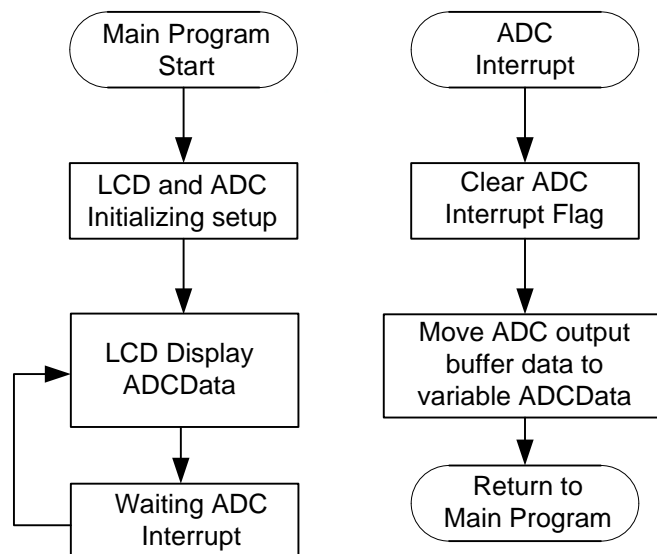 Main Program
Start
LCD and ADC
Initializing setup
LCD Display
ADCData
Waiting ADC
Interrupt
ADC
Interrupt
Clear ADC
Interrupt Flag
Move ADC output
buffer data to
variable ADCData
Return to
Main Program